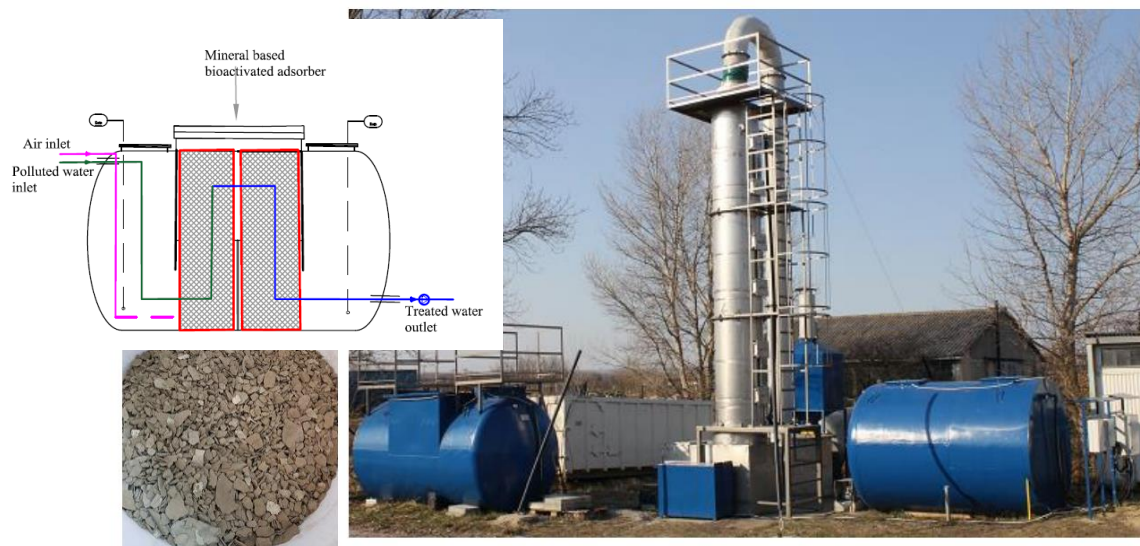 Mineral based
bioactivated adsorber
Air inlet
Polluted water
inlet
Treated water
outlet